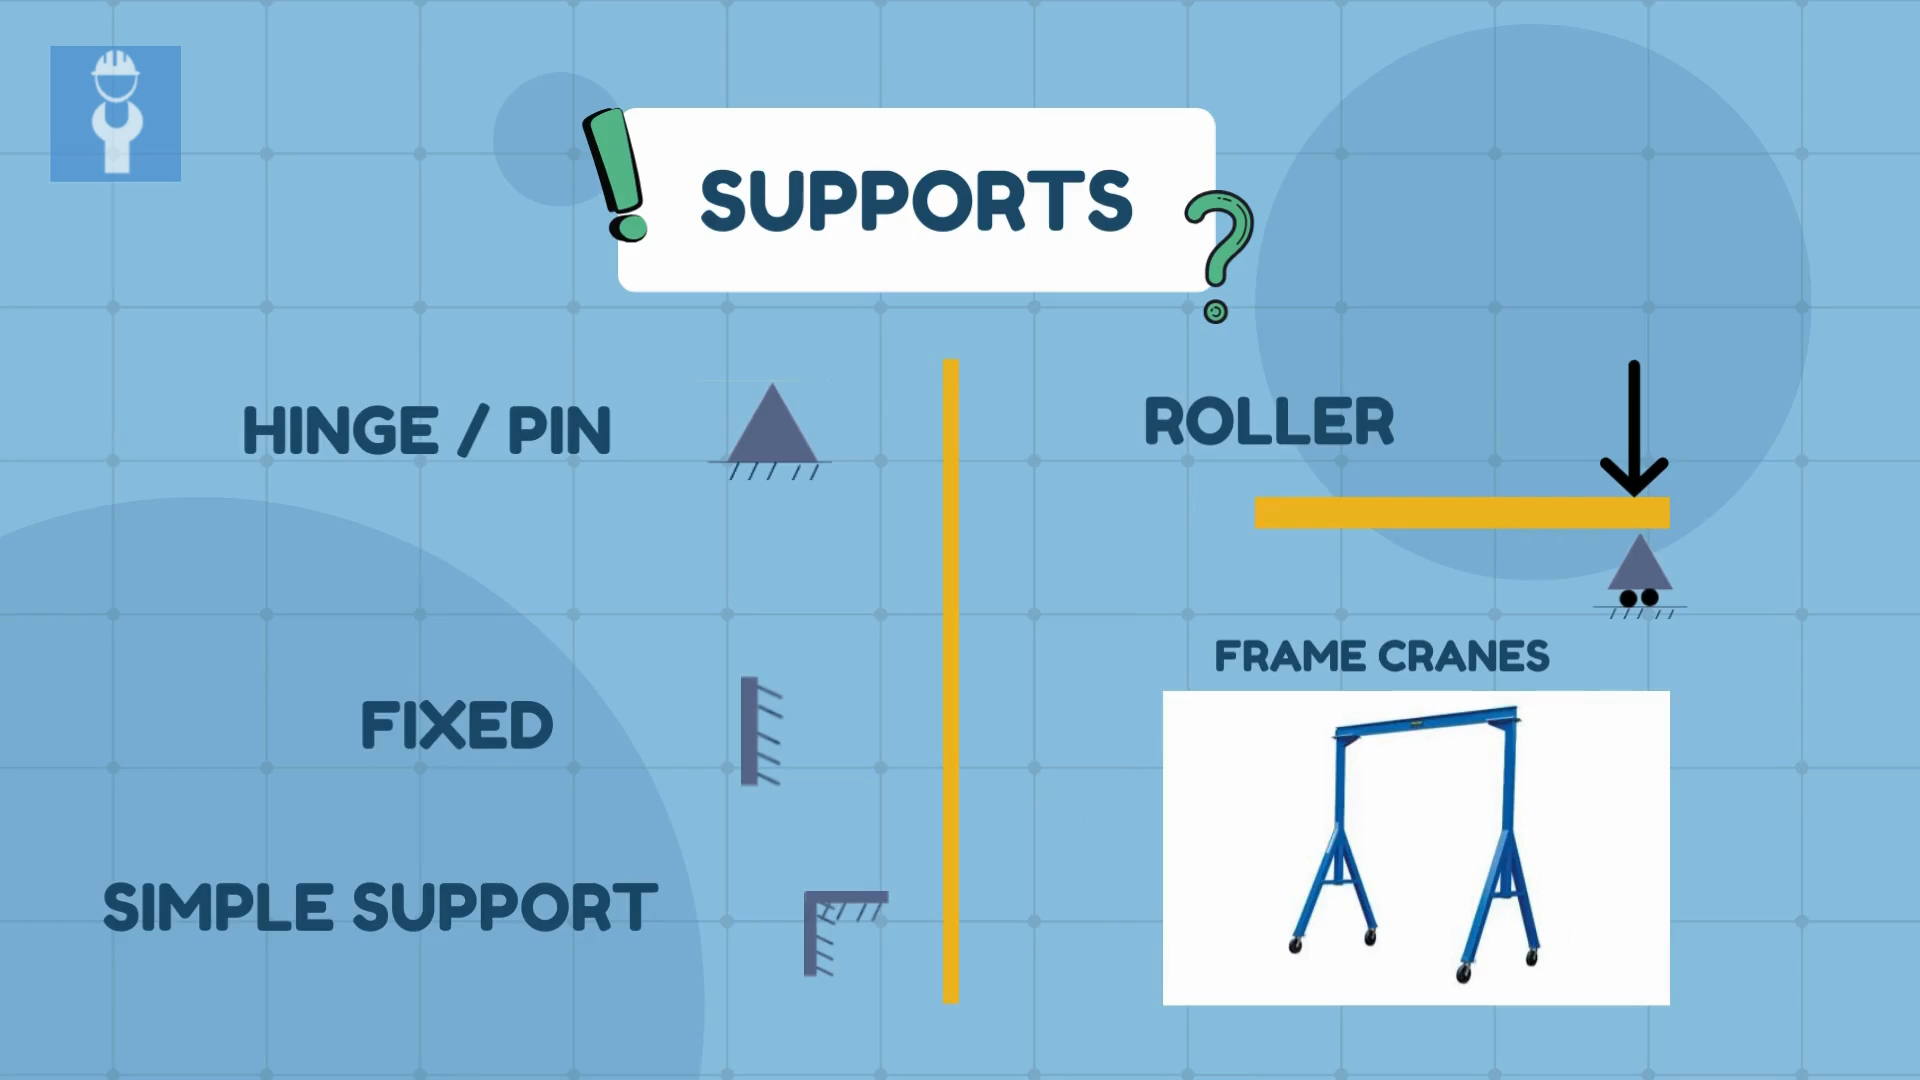 SUPPORTS
HINGE / PIN
FIXED
SIMPLE SUPPORT
ROLLER
FRAME CRANES